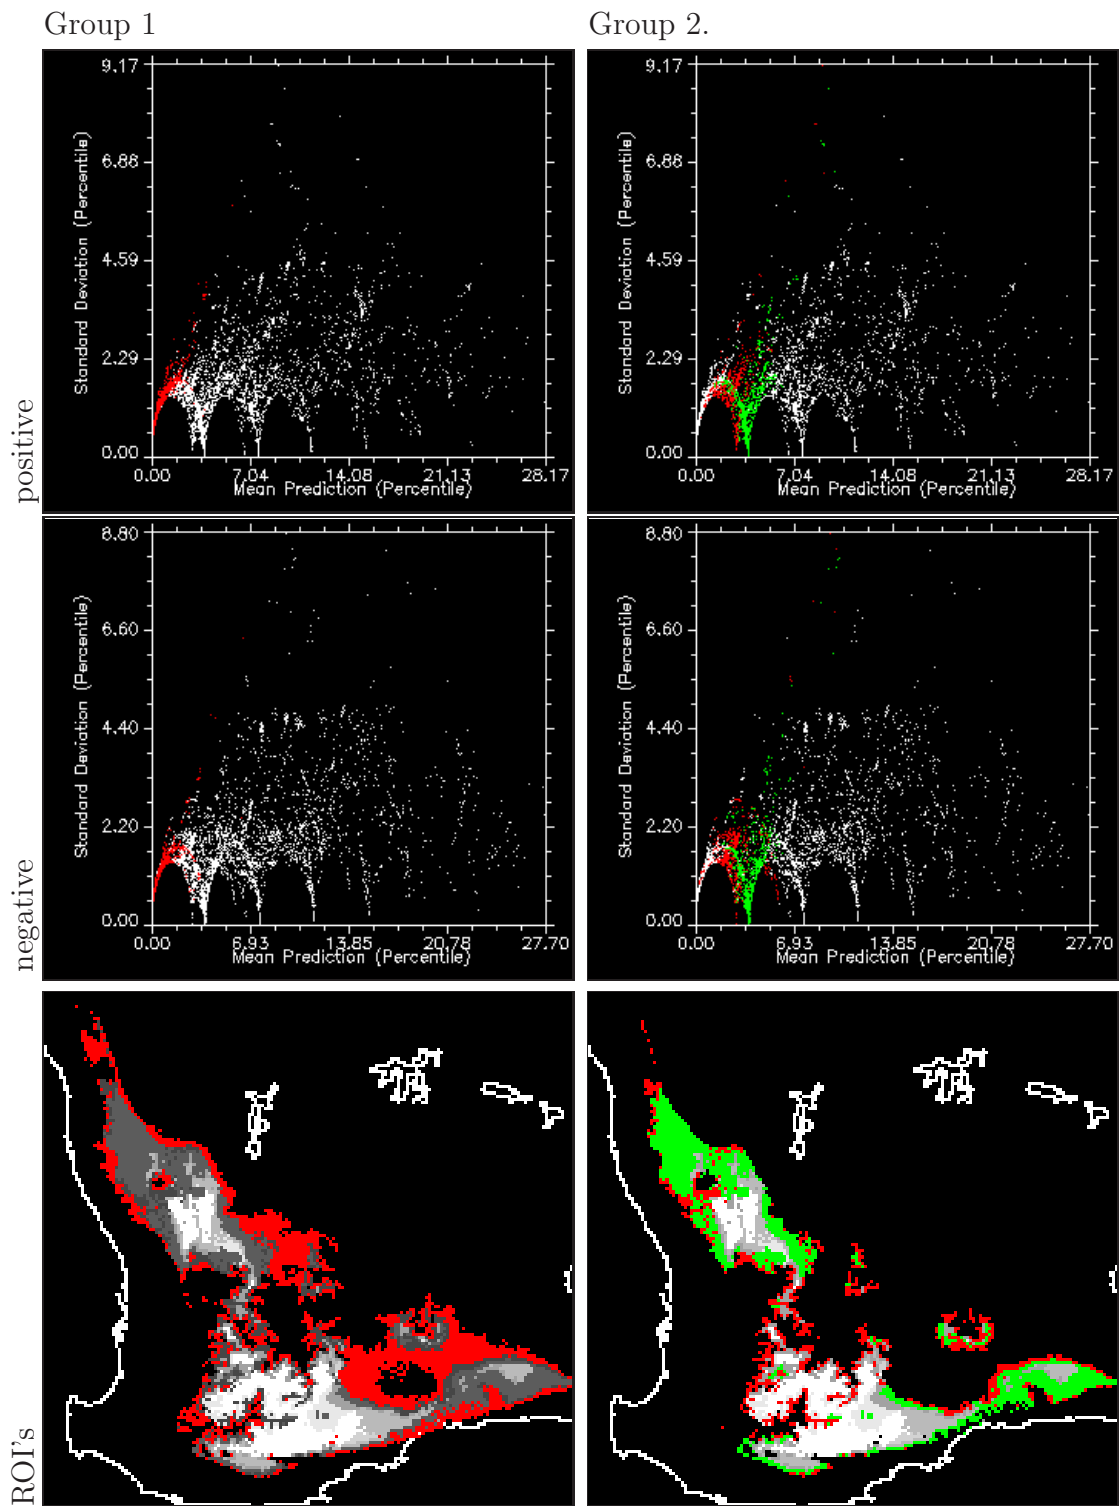 Group 1
Group 2.
positive
9.17
6.88
4.59
2.29
0.00
Standard Deviation (Percentile)
0.00 7.04 14.08 21.13 28.17
Mean Prediction (Percentile)
9.17
6.88
4.59
2.29
0.00
Standard Deviation (Percentile)
0.00 7.04 14.08 21.13 28.17
Mean Prediction (Percentile)
negative
8.80
6.60
4.40
2.20
0.00
Standard Deviation (Percentile)
0.00 6.93 13.85 20.78 27.70
Mean Prediction (Percentile)
8.80
6.60
4.40
2.20
0.00
Standard Deviation (Percentile)
0.00 6.93 13.85 20.78 27.70
Mean Prediction (Percentile)
ROI's